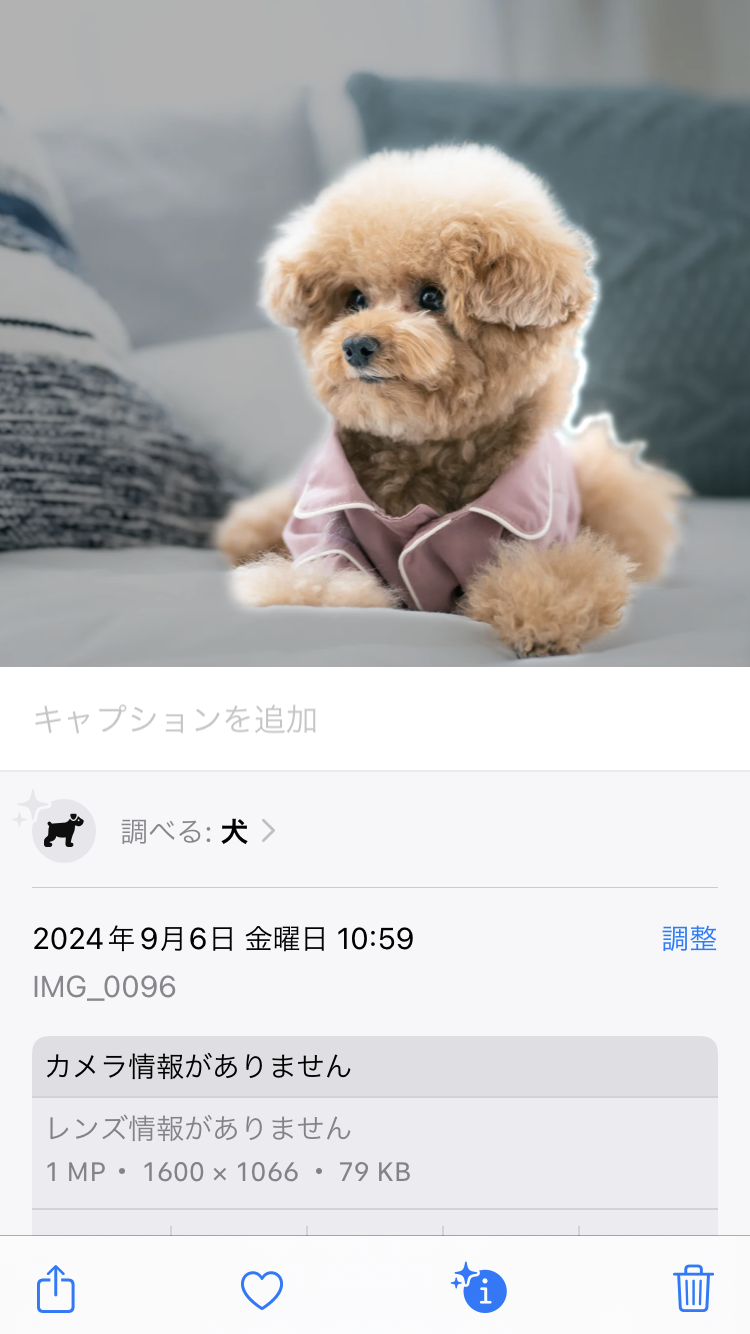 キャプションを追加
調べる: 犬
2024年9月6日 金曜日 10:59
調整
IMG_0096
カメラ情報がありません
レンズ情報がありません
1 MP • 1600 × 1066 • 79 KB